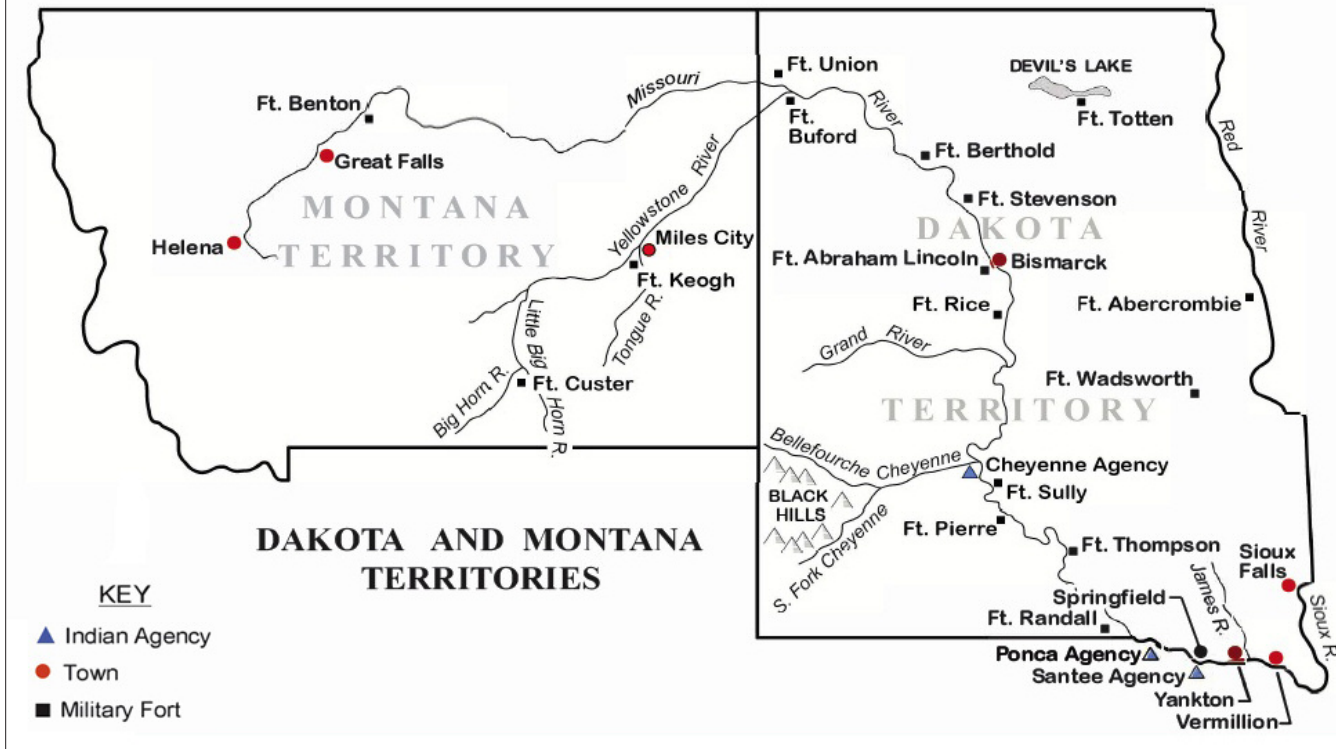 Ft. Union
DEVIL'S LAKE
Missouri
River
Ft. Benton
Ft.
Buford
Ft. Totten
Red
River
Great Falls
Ft. Berthold
Yellowstone River
MONTANA
TERRITORY
Ft. Stevenson
DAKOTA
Helena
Miles City
Ft. Abraham Lincoln
Bismarck
Ft. Keogh
Ft. Rice
Ft. Abercrombie
Little Big
Horn R.
Tongue R.
Grand River
Big Horn R.
Ft. Custer
Ft. Wadsworth
TERRITORY
Bellefourche
Cheyenne
Cheyenne Agency
BLACK
HILLS
Ft. Sully
S. Fork Cheyenne
Ft. Pierre
DAKOTA AND MONTANA
TERRITORIES
Ft. Thompson
Sioux
Falls
Springfield
James R.
Sioux R.
Ft. Randall
Ponca Agency
Santee Agency
Yankton
Vermillion
KEY
Indian Agency
Town
Military Fort